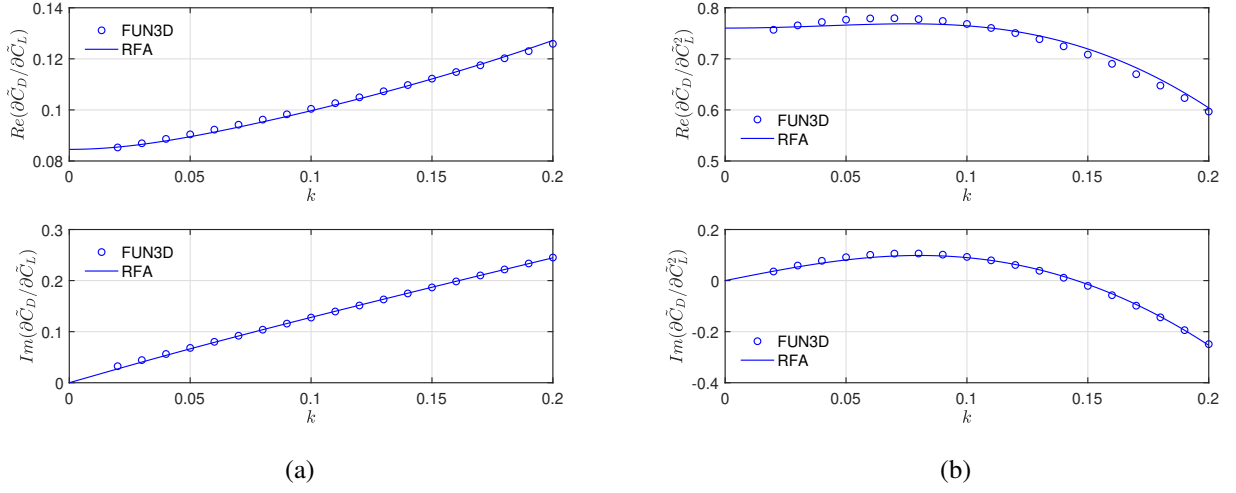 0.14
0.12
0.1
0.08
Re(∂C̃_D/∂C̃_L)
FUN3D
RFA
0 0.05 0.1 0.15 0.2
k
0.3
0.2
0.1
0
Im(∂C̃_D/∂C̃_L)
FUN3D
RFA
0 0.05 0.1 0.15 0.2
k
(a)
0.8
0.7
0.6
0.5
Re(∂C̃_D/∂C̃_L^2)
FUN3D
RFA
0 0.05 0.1 0.15 0.2
k
0.2
0
-0.2
-0.4
Im(∂C̃_D/∂C̃_L^2)
FUN3D
RFA
0 0.05 0.1 0.15 0.2
k
(b)